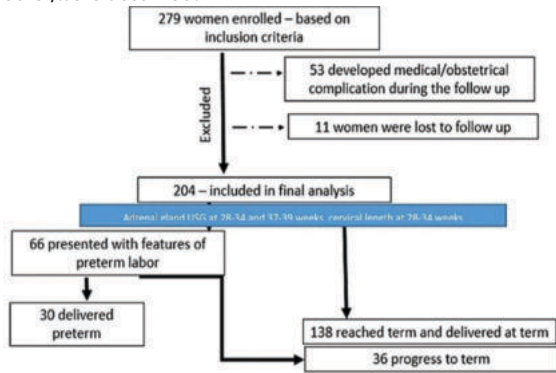 279 women enrolled – based on
inclusion criteria
53 developed medical/obstetrical
complication during the follow up
Excluded
11 women were lost to follow up
204 – included in final analysis
Adrenal gland USG at 28-34 and 37-39 weeks, cervical length at 28-34 weeks
66 presented with features of
preterm labor
30 delivered
preterm
138 reached term and delivered at term
36 progress to term